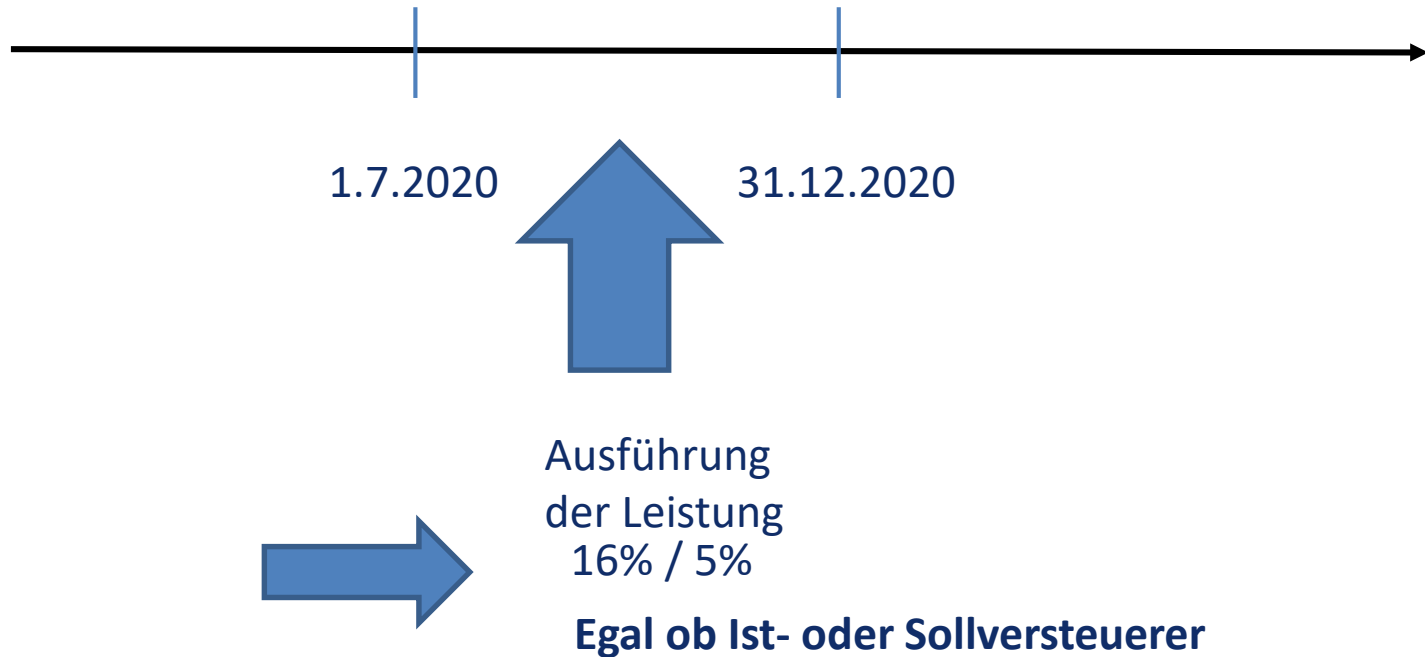 1.7.2020
31.12.2020
Ausführung
der Leistung
16% / 5%
Egal ob Ist- oder Sollversteuerer